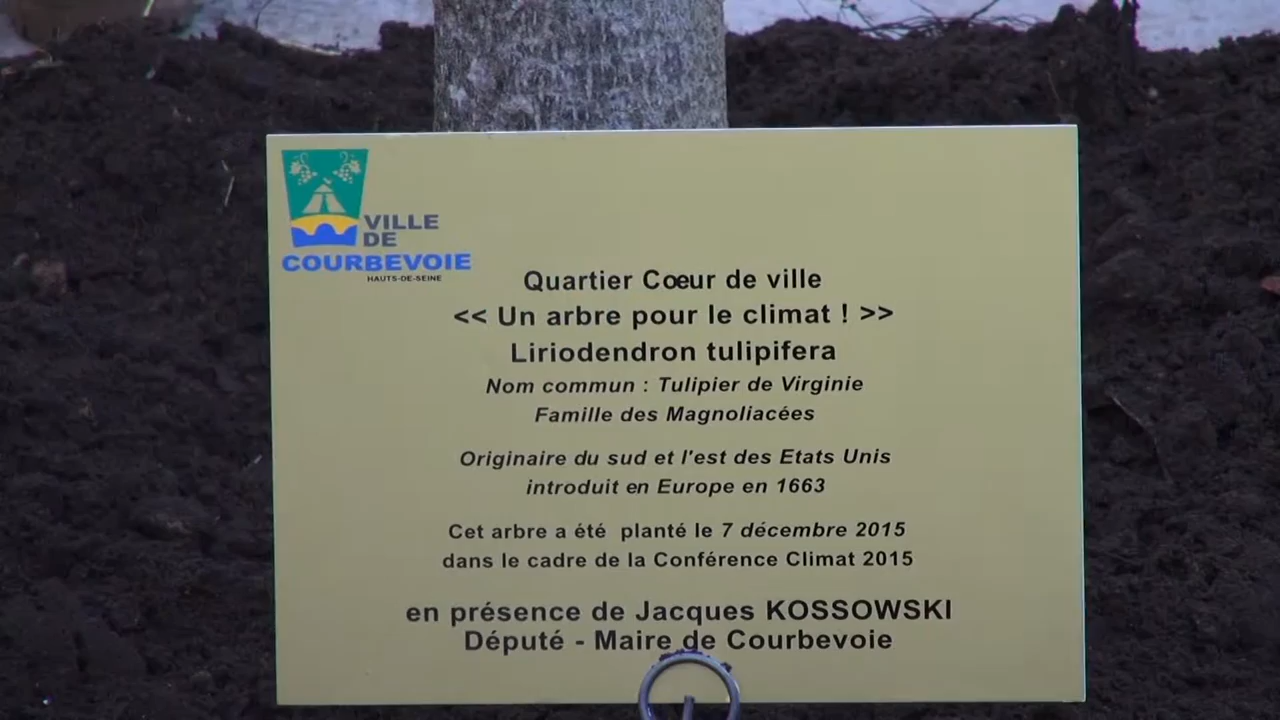 VILLE
DE
COURBEVOIE
HAUTS-DE-SEINE
Quartier Coeur de ville
<< Un arbre pour le climat ! >>
Liriodendron tulipifera
Nom commun : Tulipier de Virginie
Famille des Magnoliacées
Originaire du sud et l'est des Etats Unis
introduit en Europe en 1663
Cet arbre a été planté le 7 décembre 2015
dans le cadre de la Conférence Climat 2015
en présence de Jacques KOSSOWSKI
Député - Maire de Courbevoie